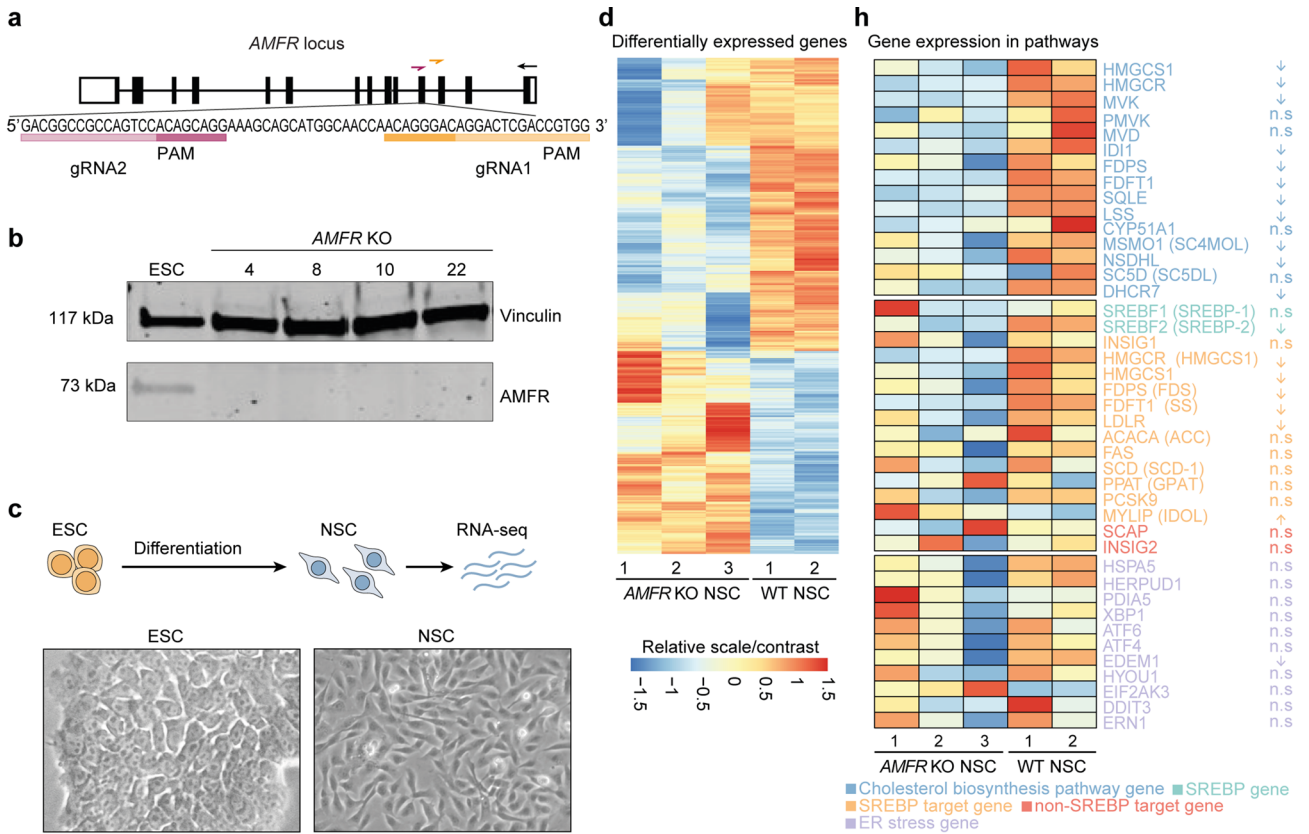 a
AMFR locus
5'GACGGCCGCCAGTCCACAGCAGGAAAGCAGCATGGCAACCAACAGGGACAGGACTCGACCGTGG 3'
gRNA2
PAM
gRNA1
PAM
b
AMFR KO
ESC 4 8 10 22
117 kDa
Vinculin
73 kDa
AMFR
c
ESC
Differentiation
NSC
RNA-seq
ESC
NSC
d
Differentially expressed genes
1 2 3 1 2
AMFR KO NSC WT NSC
Relative scale/contrast
−1.5 −1 −0.5 0 0.5 1 1.5
h
Gene expression in pathways
HMGCS1 ↓
HMGCR ↓
MVK ↓
PMVK n.s
MVD n.s
IDI1 ↓
FDPS ↓
FDFT1 ↓
SQLE ↓
LSS ↓
CYP51A1 n.s
MSMO1 (SC4MOL) ↓
NSDHL ↓
SC5D (SC5DL) n.s
DHCR7 ↓
SREBF1 (SREBP-1) n.s
SREBF2 (SREBP-2) ↓
INSIG1 n.s
HMGCR (HMGCS1) ↓
HMGCS1 ↓
FDPS (FDS) ↓
FDFT1 (SS) ↓
LDLR ↓
ACACA (ACC) n.s
FAS n.s
SCD (SCD-1) n.s
PPAT (GPAT) n.s
PCSK9 n.s
MYLIP (IDOL) ↑
SCAP n.s
INSIG2 n.s
HSPA5 n.s
HERPUD1 n.s
PDIA5 n.s
XBP1 n.s
ATF6 n.s
ATF4 n.s
EDEM1 ↓
HYOU1 n.s
EIF2AK3 n.s
DDIT3 n.s
ERN1 n.s
1 2 3 1 2
AMFR KO NSC WT NSC
Cholesterol biosynthesis pathway gene SREBP gene
SREBP target gene non-SREBP target gene
ER stress gene